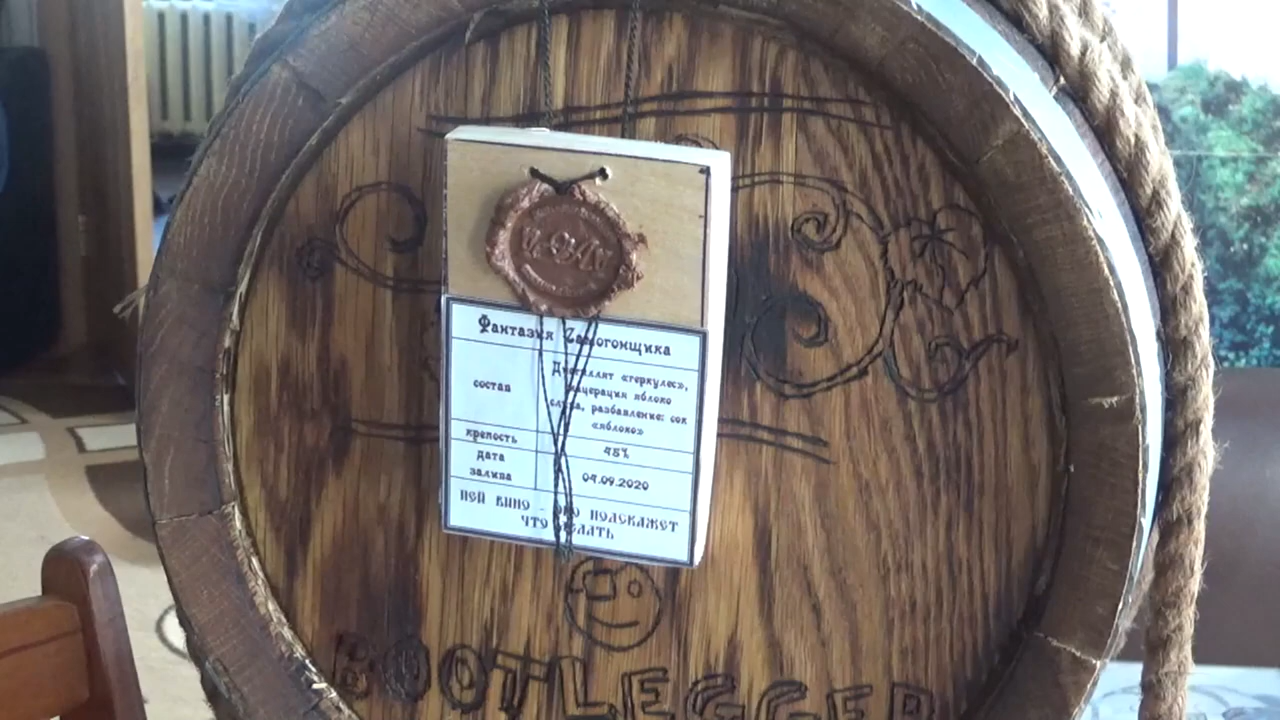 Фантазия Самогонщика
состав
Дистиллят «геркулес»,
мацерация яблоко
разбавление: сок
«яблоко»
крепость 45%
дата
залива 04.09.2020
ПЕЙ ВИНО - ОНО ПОДСКАЖЕТ
ЧТО ДЕЛАТЬ
BOOTLEGGER